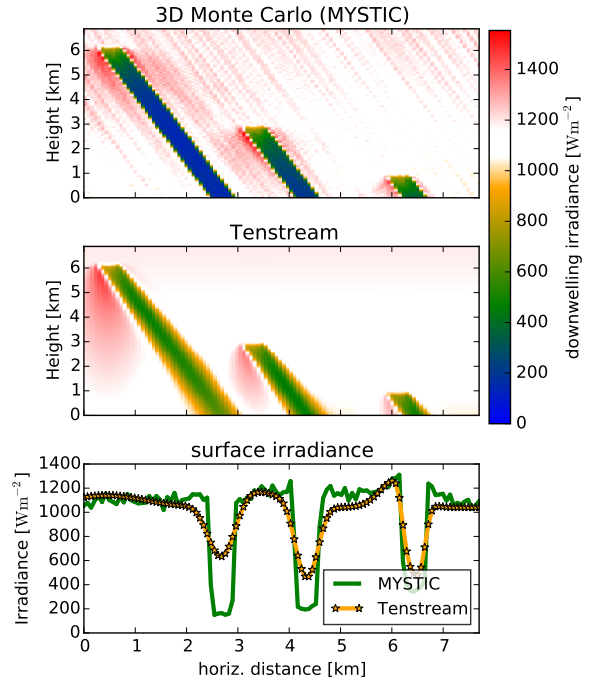 3D Monte Carlo (MYSTIC)
Height [km]
6
5
4
3
2
1
0
Tenstream
Height [km]
6
5
4
3
2
1
0
1400
1200
1000
800
600
400
200
0
downwelling irradiance [Wm⁻²]
surface irradiance
Irradiance [Wm⁻²]
1400
1200
1000
800
600
400
200
0
MYSTIC
Tenstream
0 1 2 3 4 5 6 7
horiz. distance [km]